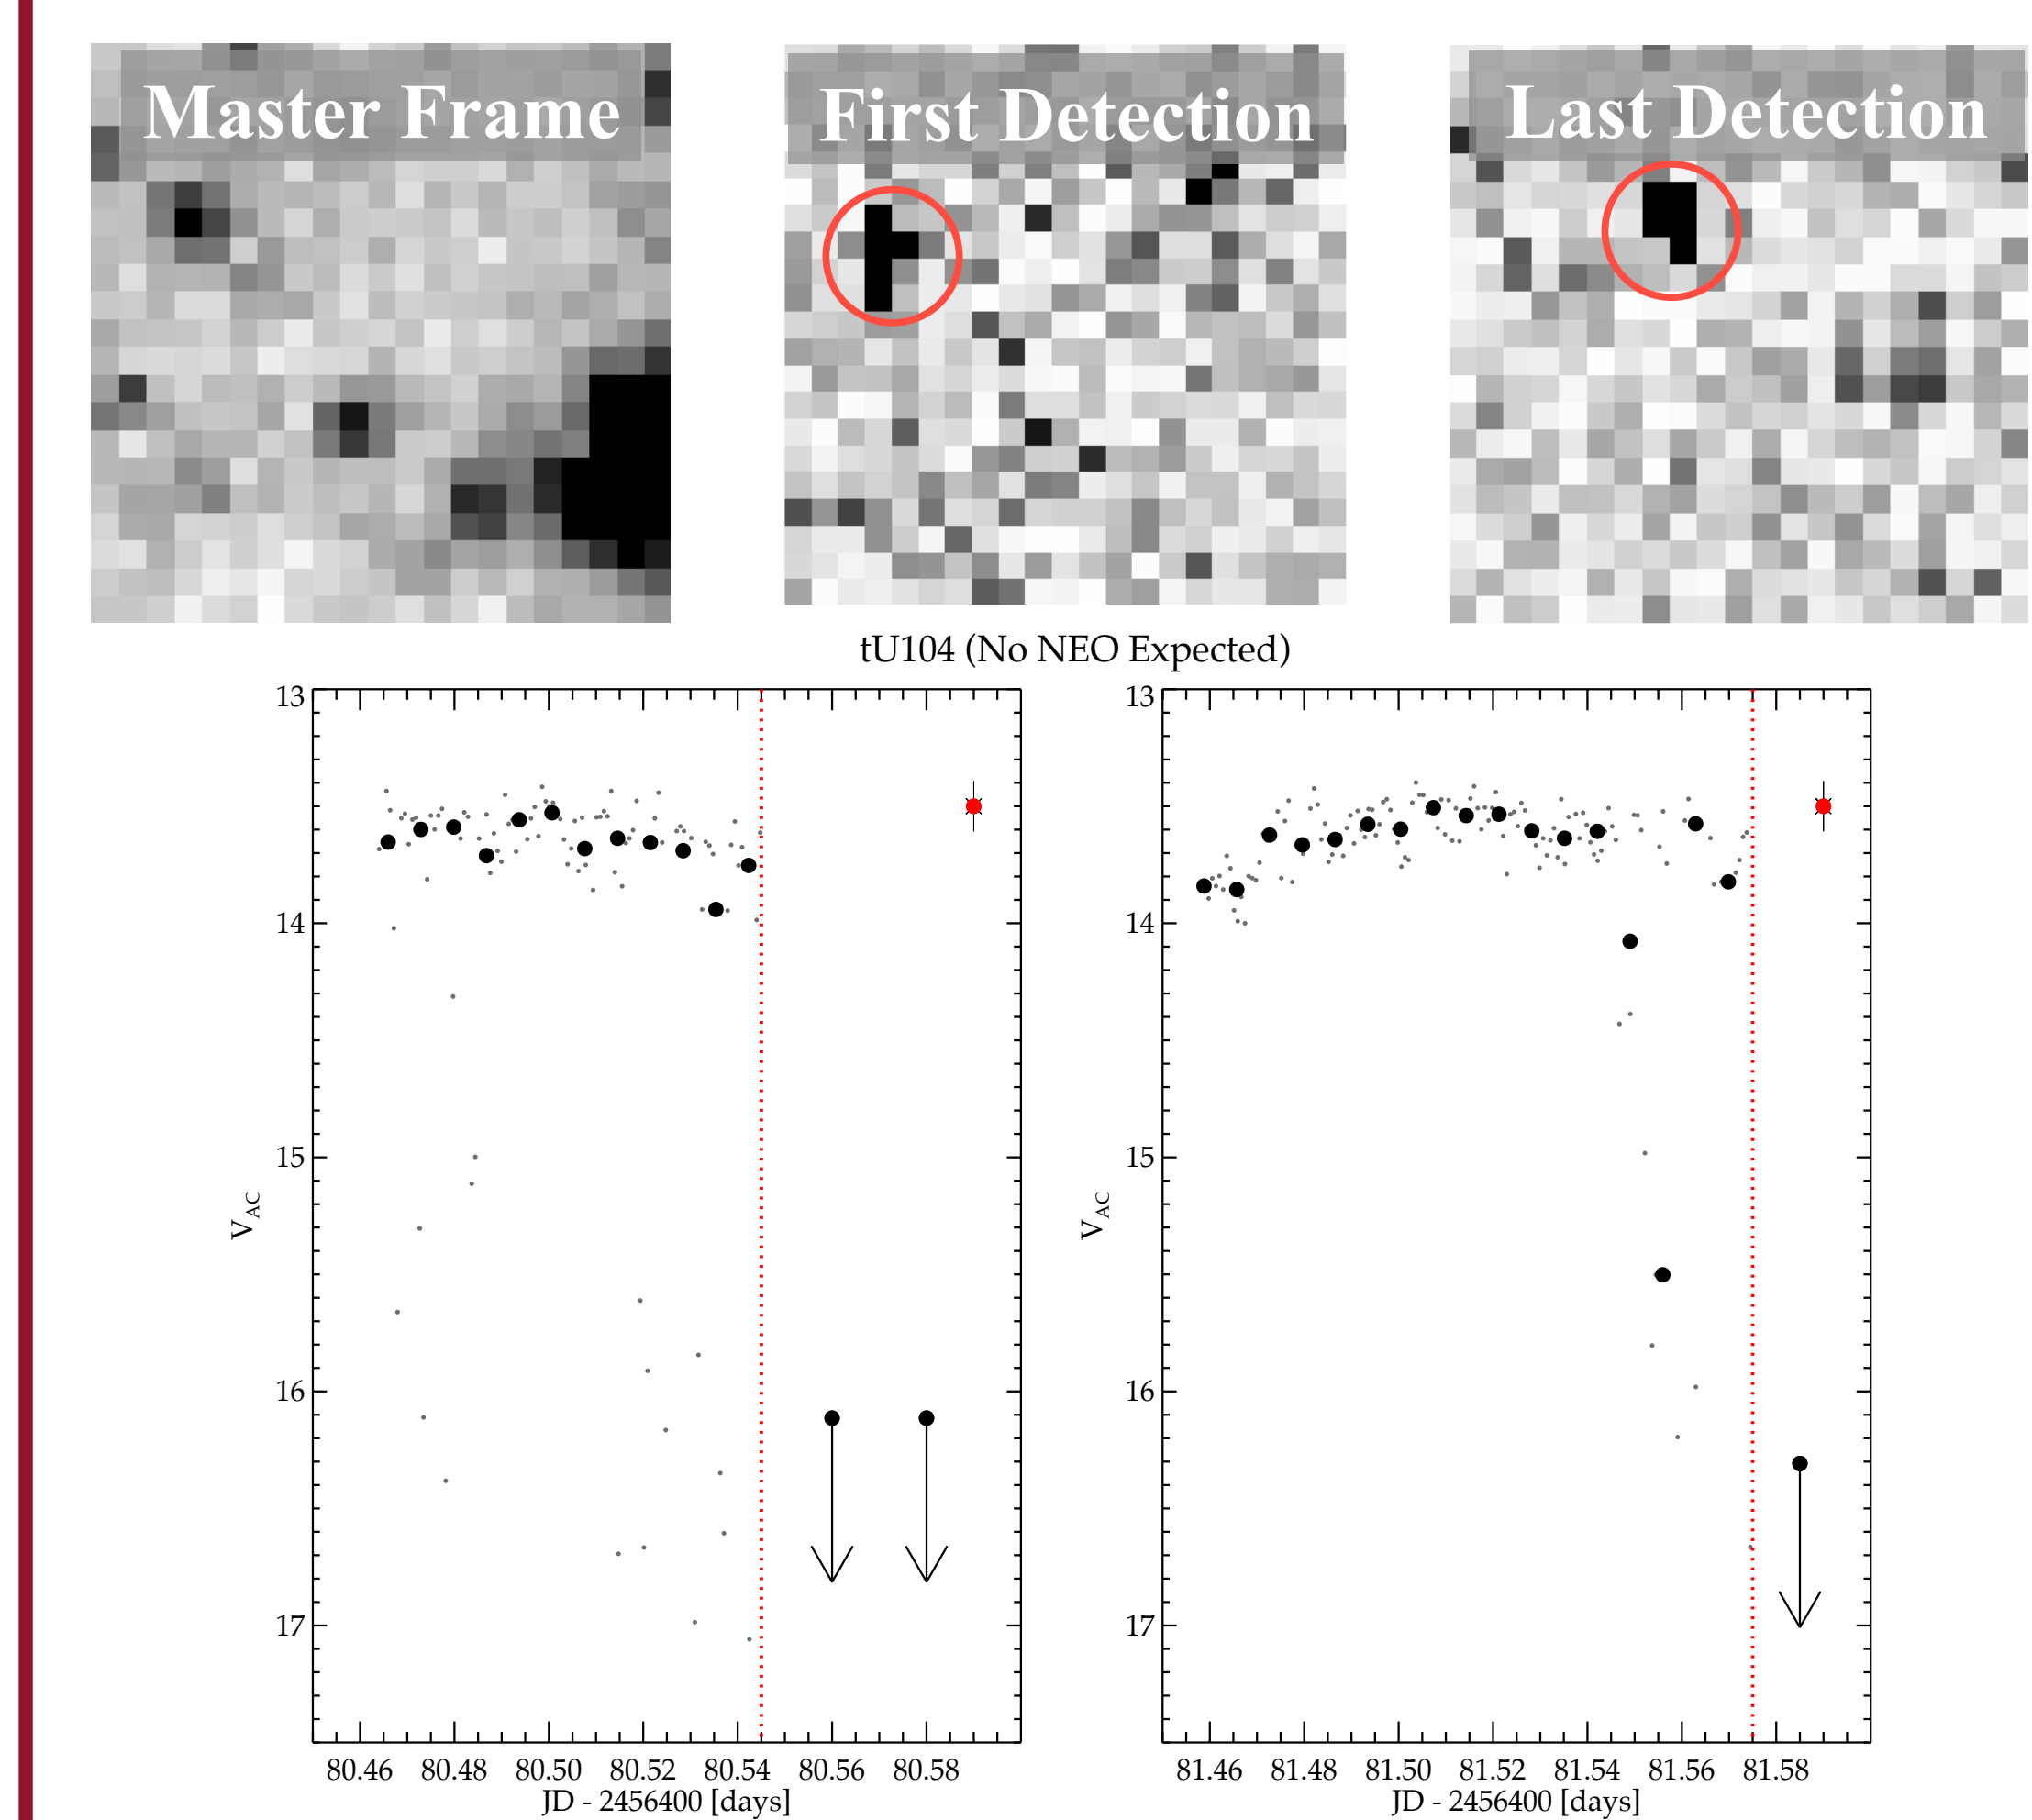 Master Frame
First Detection
Last Detection
tU104 (No NEO Expected)
13
14
15
16
17
V_AC
80.46 80.48 80.50 80.52 80.54 80.56 80.58
JD - 2456400 [days]
13
14
15
16
17
V_AC
81.46 81.48 81.50 81.52 81.54 81.56 81.58
JD - 2456400 [days]